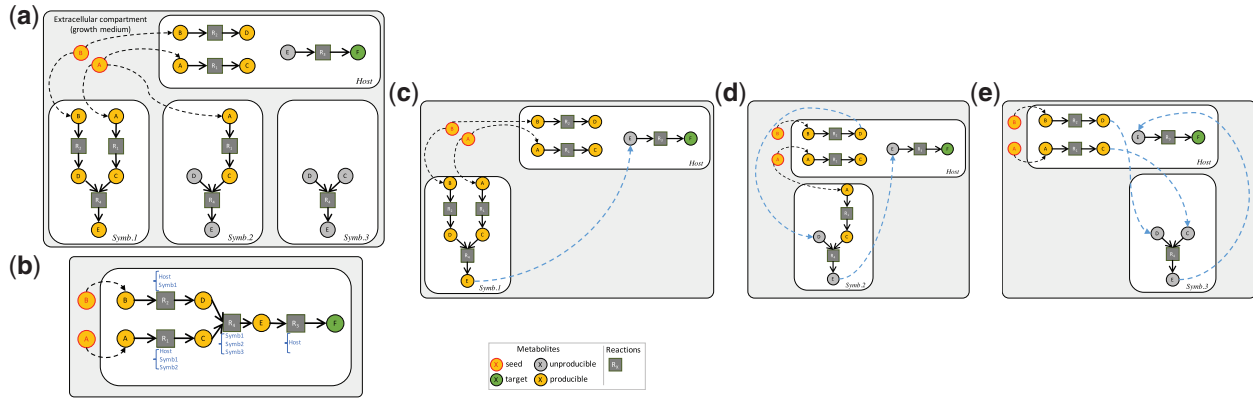 (a)
Extracellular compartment
(growth medium)
B
A
B
D
A
C
E
F
Host
B
A
D
C
E
Symb.1
A
D
C
E
Symb.2
D
C
E
Symb.3
(b)
B
A
B
D
A
C
E
F
Host
Symb1
Host
Symb1
Symb2
Symb1
Symb2
Symb3
Host
(c)
B
A
B
D
A
C
E
F
Host
B
A
D
C
E
Symb.1
(d)
B
A
B
D
A
C
E
F
Host
A
D
C
E
Symb.2
(e)
B
A
B
D
A
C
E
F
Host
D
C
E
Symb.3
Metabolites
Reactions
X seed
X unproducible
X target
X producible